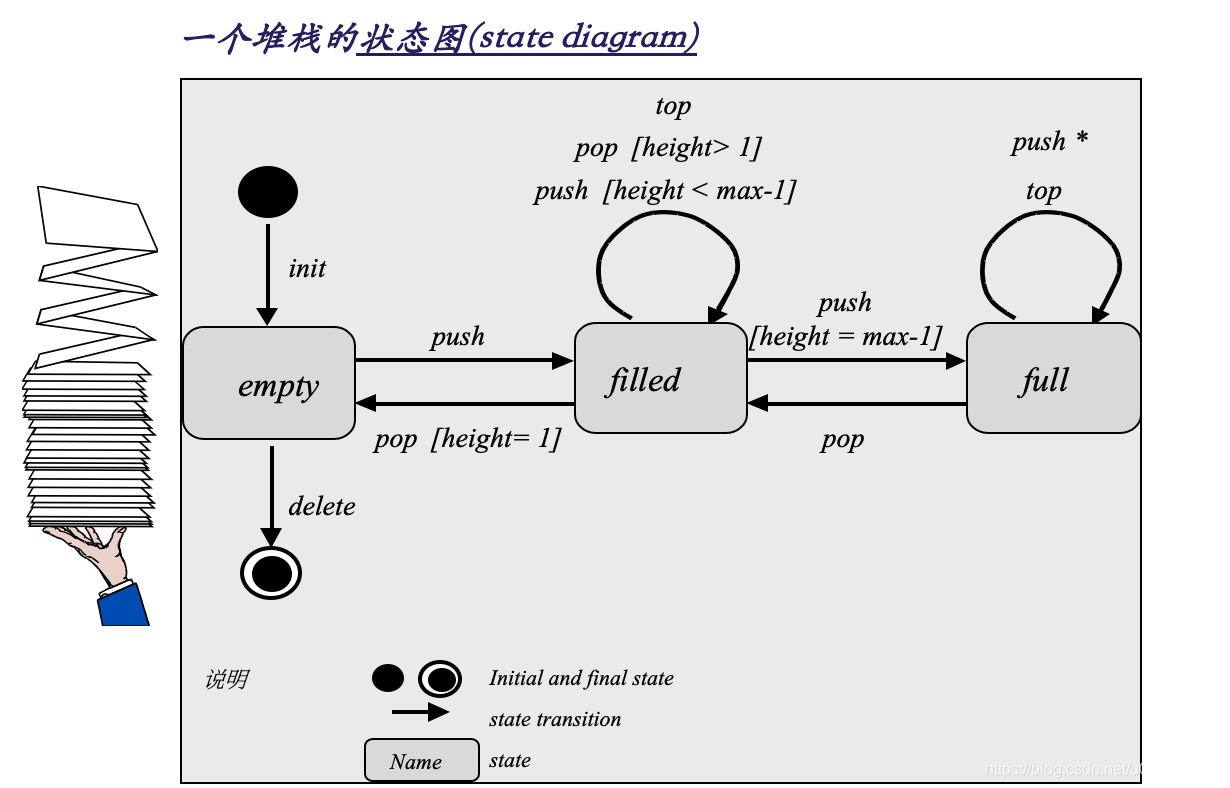 一个堆栈的状态图(state diagram)
top
pop [height> 1]
push *
push [height < max-1]
top
init
push
[height = max-1]
push
empty
filled
full
pop [height= 1]
pop
delete
说明
Initial and final state
state transition
Name
state
https://blog.csdn.net/u